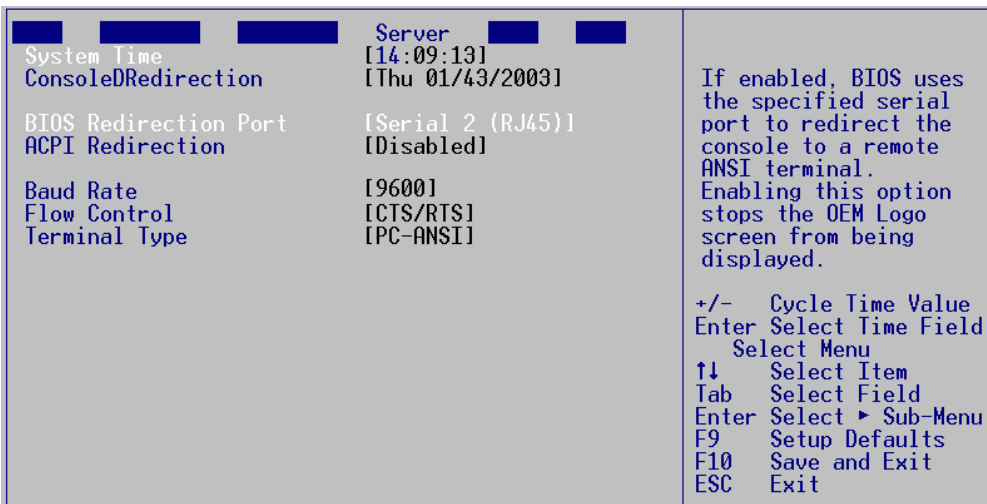 Server
System Time [14:09:13]
ConsoleDRedirection [Thu 01/43/2003]
BIOS Redirection Port [Serial 2 (RJ45)]
ACPI Redirection [Disabled]
Baud Rate [9600]
Flow Control [CTS/RTS]
Terminal Type [PC-ANSI]
If enabled, BIOS uses
the specified serial
port to redirect the
console to a remote
ANSI terminal.
Enabling this option
stops the OEM Logo
screen from being
displayed.
+/- Cycle Time Value
Enter Select Time Field
Select Menu
↑↓ Select Item
Tab Select Field
Enter Select ► Sub-Menu
F9 Setup Defaults
F10 Save and Exit
ESC Exit